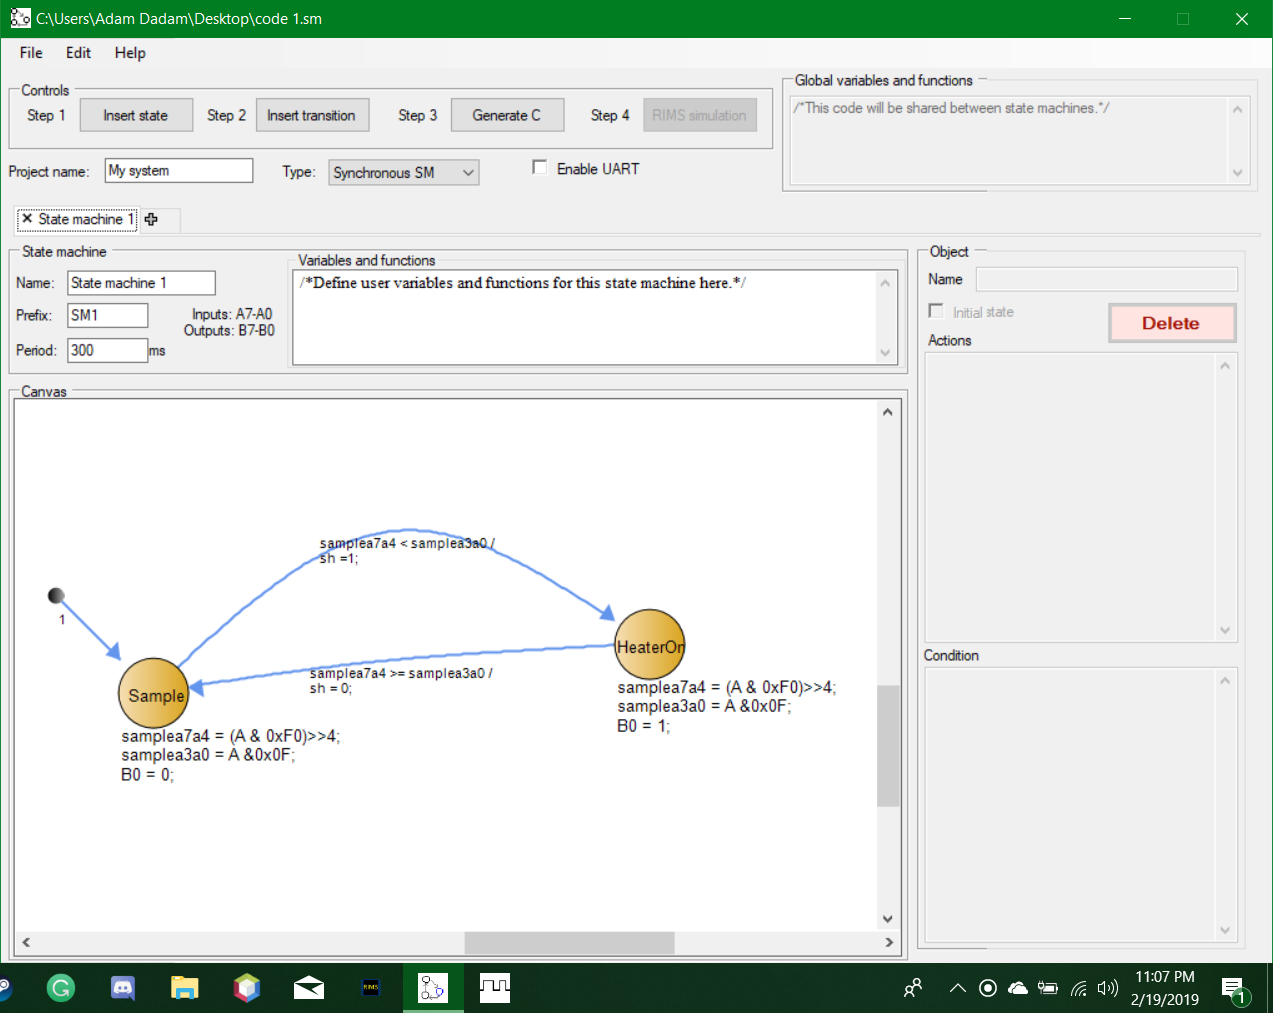 C:\Users\Adam Dadam\Desktop\code 1.sm
File Edit Help
Controls
Step 1 Insert state Step 2 Insert transition Step 3 Generate C Step 4 RIMS simulation
Global variables and functions
/*This code will be shared between state machines.*/
Project name: My system Type: Synchronous SM Enable UART
State machine 1
State machine
Name: State machine 1
Prefix: SM1
Period: 300 ms
Inputs: A7-A0
Outputs: B7-B0
Variables and functions
/*Define user variables and functions for this state machine here.*/
Object
Name
Initial state
Delete
Actions
Condition
Canvas
samplea7a4 < samplea3a0 /
sh =1;
1
HeaterOn
samplea7a4 >= samplea3a0 /
sh = 0;
Sample
samplea7a4 = (A & 0xF0)>>4;
samplea3a0 = A &0x0F;
B0 = 1;
samplea7a4 = (A & 0xF0)>>4;
samplea3a0 = A &0x0F;
B0 = 0;
RIMS
11:07 PM
2/19/2019
1